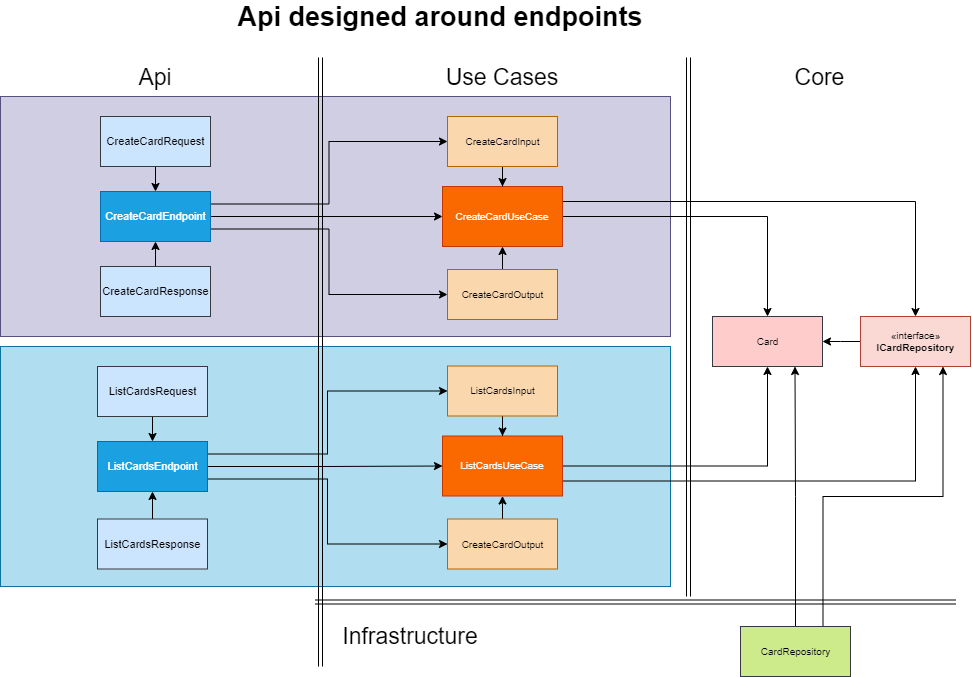 Api designed around endpoints
Api
Use Cases
Core
CreateCardRequest
CreateCardInput
CreateCardEndpoint
CreateCardUseCase
CreateCardResponse
CreateCardOutput
Card
«interface»
ICardRepository
ListCardsRequest
ListCardsInput
ListCardsEndpoint
ListCardsUseCase
ListCardsResponse
CreateCardOutput
Infrastructure
CardRepository